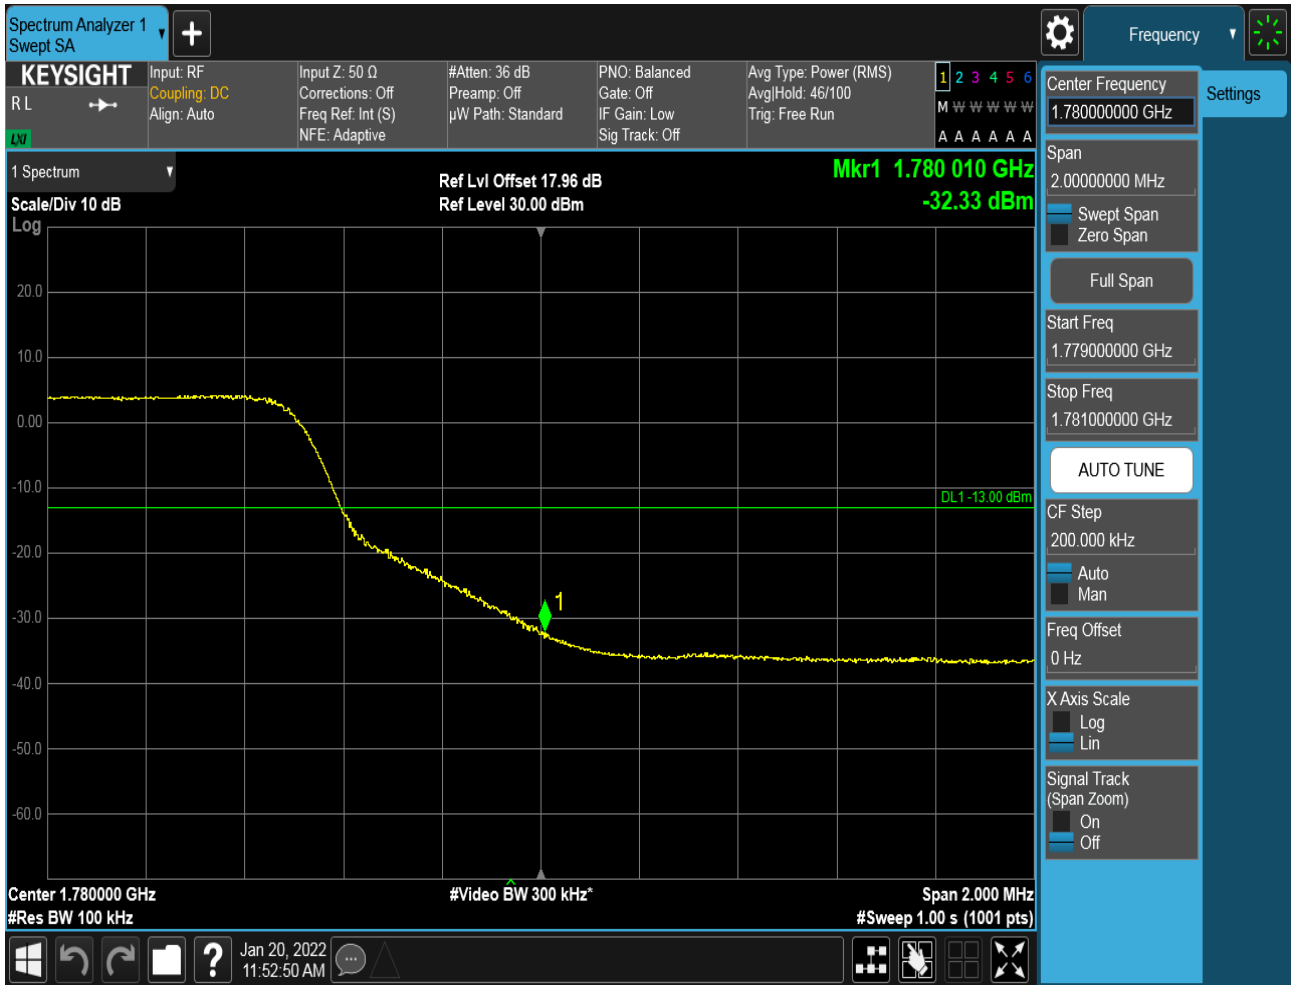 Spectrum Analyzer 1
Swept SA
Frequency
KEYSIGHT
R L
LXI
Input: RF
Coupling: DC
Align: Auto
Input Z: 50 Ω
Corrections: Off
Freq Ref: Int (S)
NFE: Adaptive
#Atten: 36 dB
Preamp: Off
µW Path: Standard
PNO: Balanced
Gate: Off
IF Gain: Low
Sig Track: Off
Avg Type: Power (RMS)
Avg|Hold: 46/100
Trig: Free Run
1 2 3 4 5 6
M W W W W W
A A A A A A
1 Spectrum
Scale/Div 10 dB
Log
Ref Lvl Offset 17.96 dB
Ref Level 30.00 dBm
Mkr1 1.780 010 GHz
-32.33 dBm
20.0
10.0
0.00
-10.0
DL1 -13.00 dBm
-20.0
1
-30.0
-40.0
-50.0
-60.0
Center 1.780000 GHz
#Video BW 300 kHz*
Span 2.000 MHz
#Res BW 100 kHz
#Sweep 1.00 s (1001 pts)
?
Jan 20, 2022
11:52:50 AM
Center Frequency
1.780000000 GHz
Settings
Span
2.00000000 MHz
Swept Span
Zero Span
Full Span
Start Freq
1.779000000 GHz
Stop Freq
1.781000000 GHz
AUTO TUNE
CF Step
200.000 kHz
Auto
Man
Freq Offset
0 Hz
X Axis Scale
Log
Lin
Signal Track
(Span Zoom)
On
Off